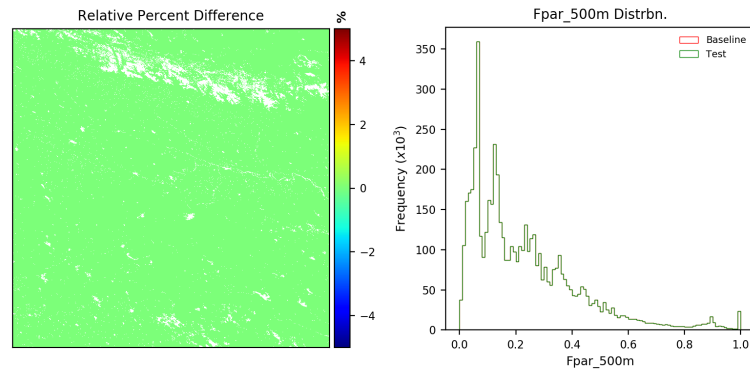 Relative Percent Difference
%
4
2
0
−2
−4
Fpar_500m Distrbn.
Baseline
Test
Frequency (x10³)
350
300
250
200
150
100
50
0
0.0 0.2 0.4 0.6 0.8 1.0
Fpar_500m